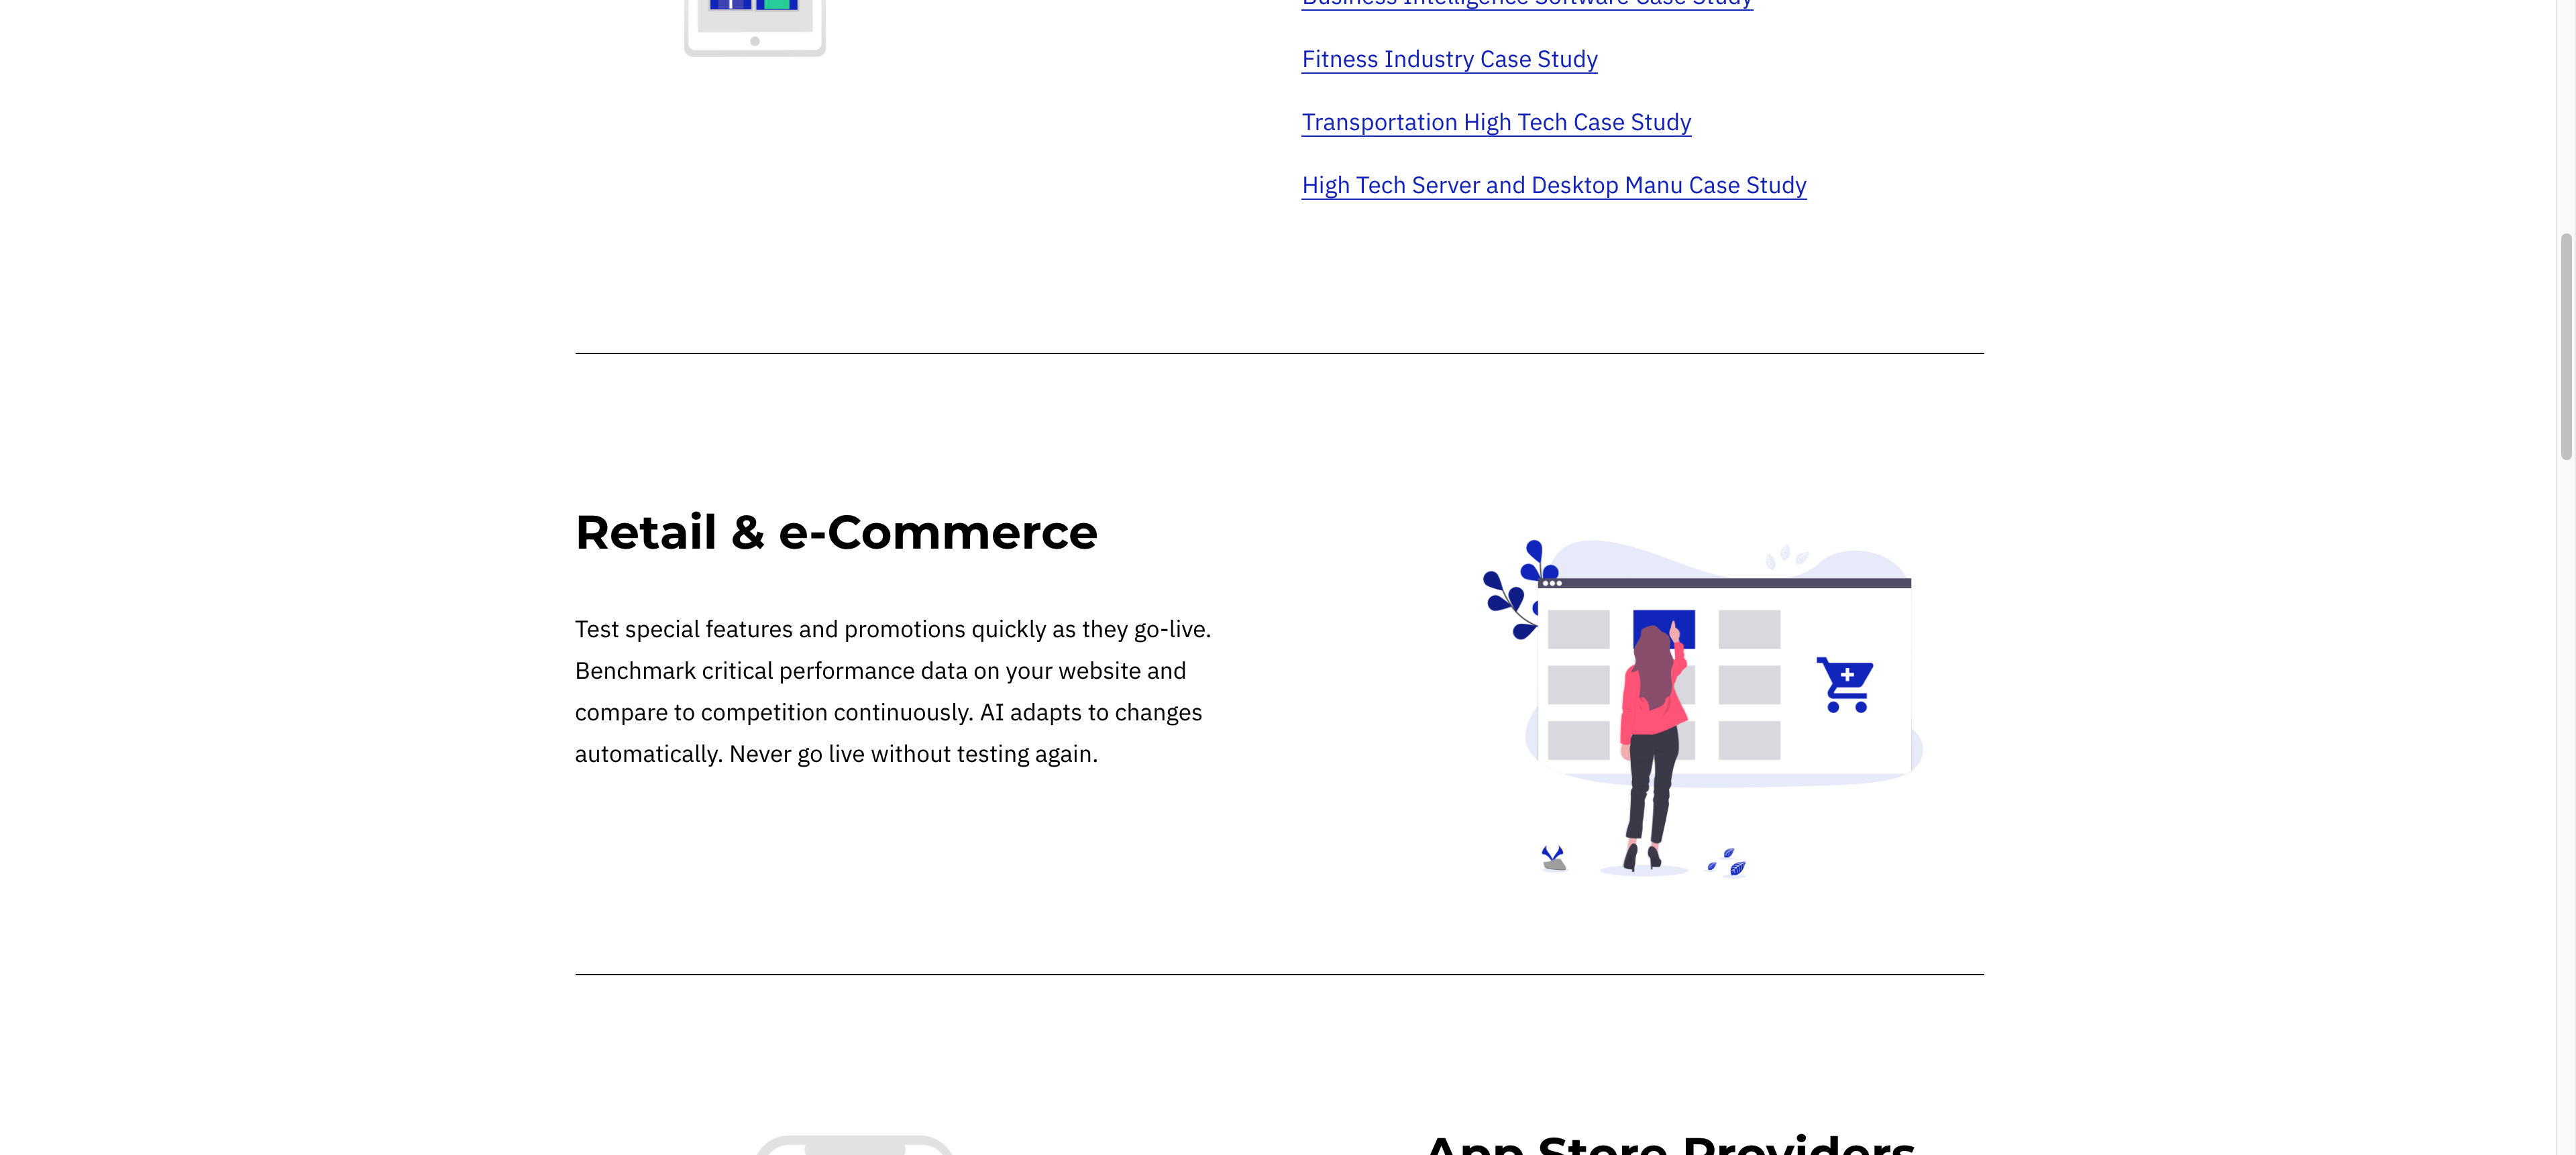 Business Intelligence Software Case Study
Fitness Industry Case Study
Transportation High Tech Case Study
High Tech Server and Desktop Manu Case Study
Retail & e-Commerce
Test special features and promotions quickly as they go-live.
Benchmark critical performance data on your website and
compare to competition continuously. AI adapts to changes
automatically. Never go live without testing again.
App Store Providers